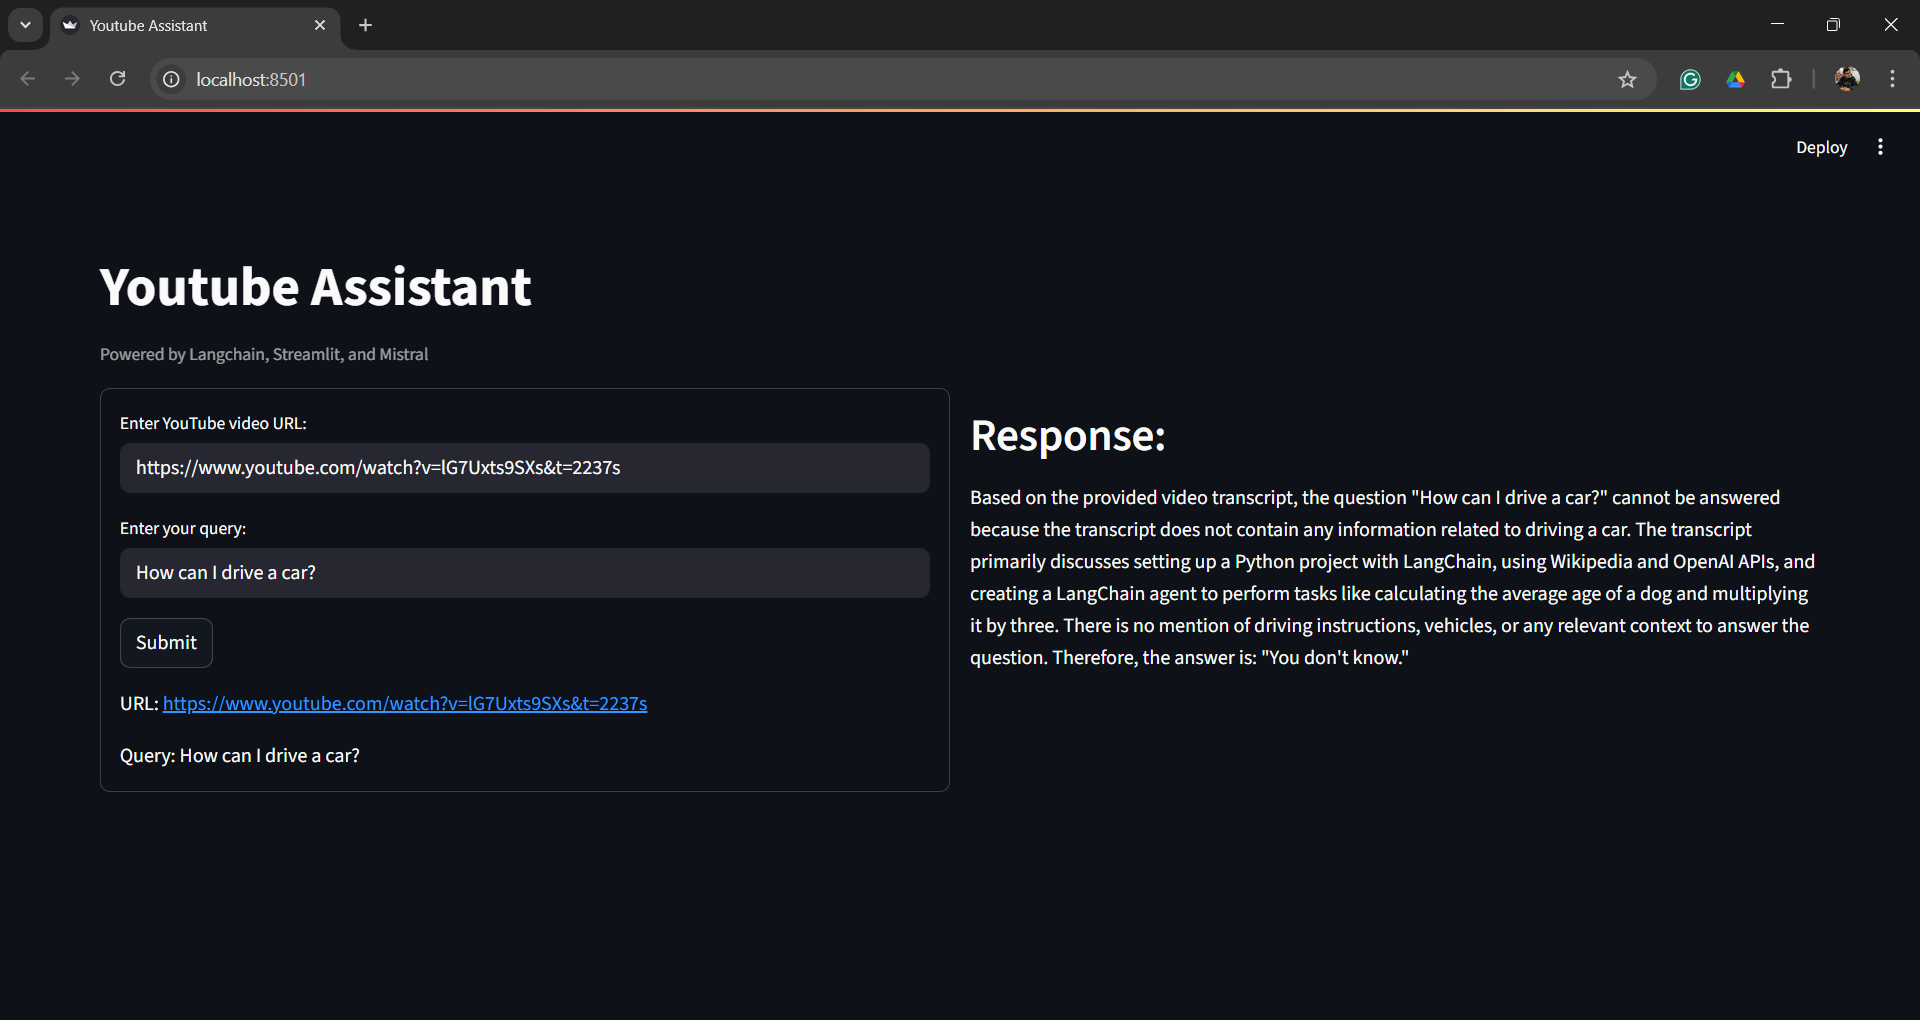 Youtube Assistant
localhost:8501
Deploy
Youtube Assistant
Powered by Langchain, Streamlit, and Mistral
Enter YouTube video URL:
https://www.youtube.com/watch?v=lG7Uxts9SXs&t=2237s
Enter your query:
How can I drive a car?
Submit
URL: https://www.youtube.com/watch?v=lG7Uxts9SXs&t=2237s
Query: How can I drive a car?
Response:
Based on the provided video transcript, the question "How can I drive a car?" cannot be answered
because the transcript does not contain any information related to driving a car. The transcript
primarily discusses setting up a Python project with LangChain, using Wikipedia and OpenAI APIs, and
creating a LangChain agent to perform tasks like calculating the average age of a dog and multiplying
it by three. There is no mention of driving instructions, vehicles, or any relevant context to answer the
question. Therefore, the answer is: "You don't know."